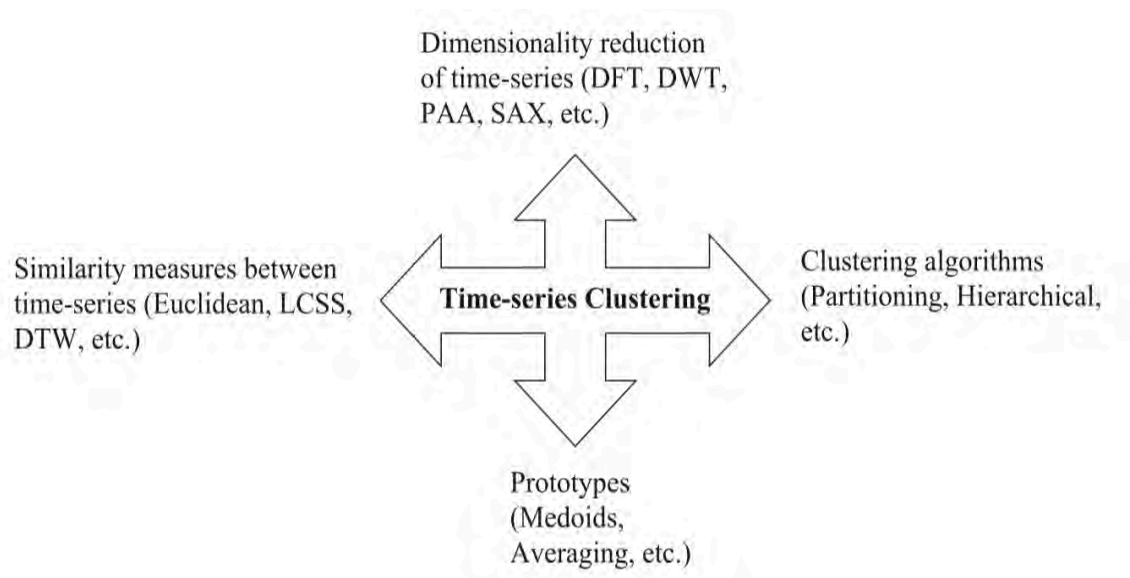 Dimensionality reduction
of time-series (DFT, DWT,
PAA, SAX, etc.)
Similarity measures between
time-series (Euclidean, LCSS,
DTW, etc.)
Time-series Clustering
Clustering algorithms
(Partitioning, Hierarchical,
etc.)
Prototypes
(Medoids,
Averaging, etc.)